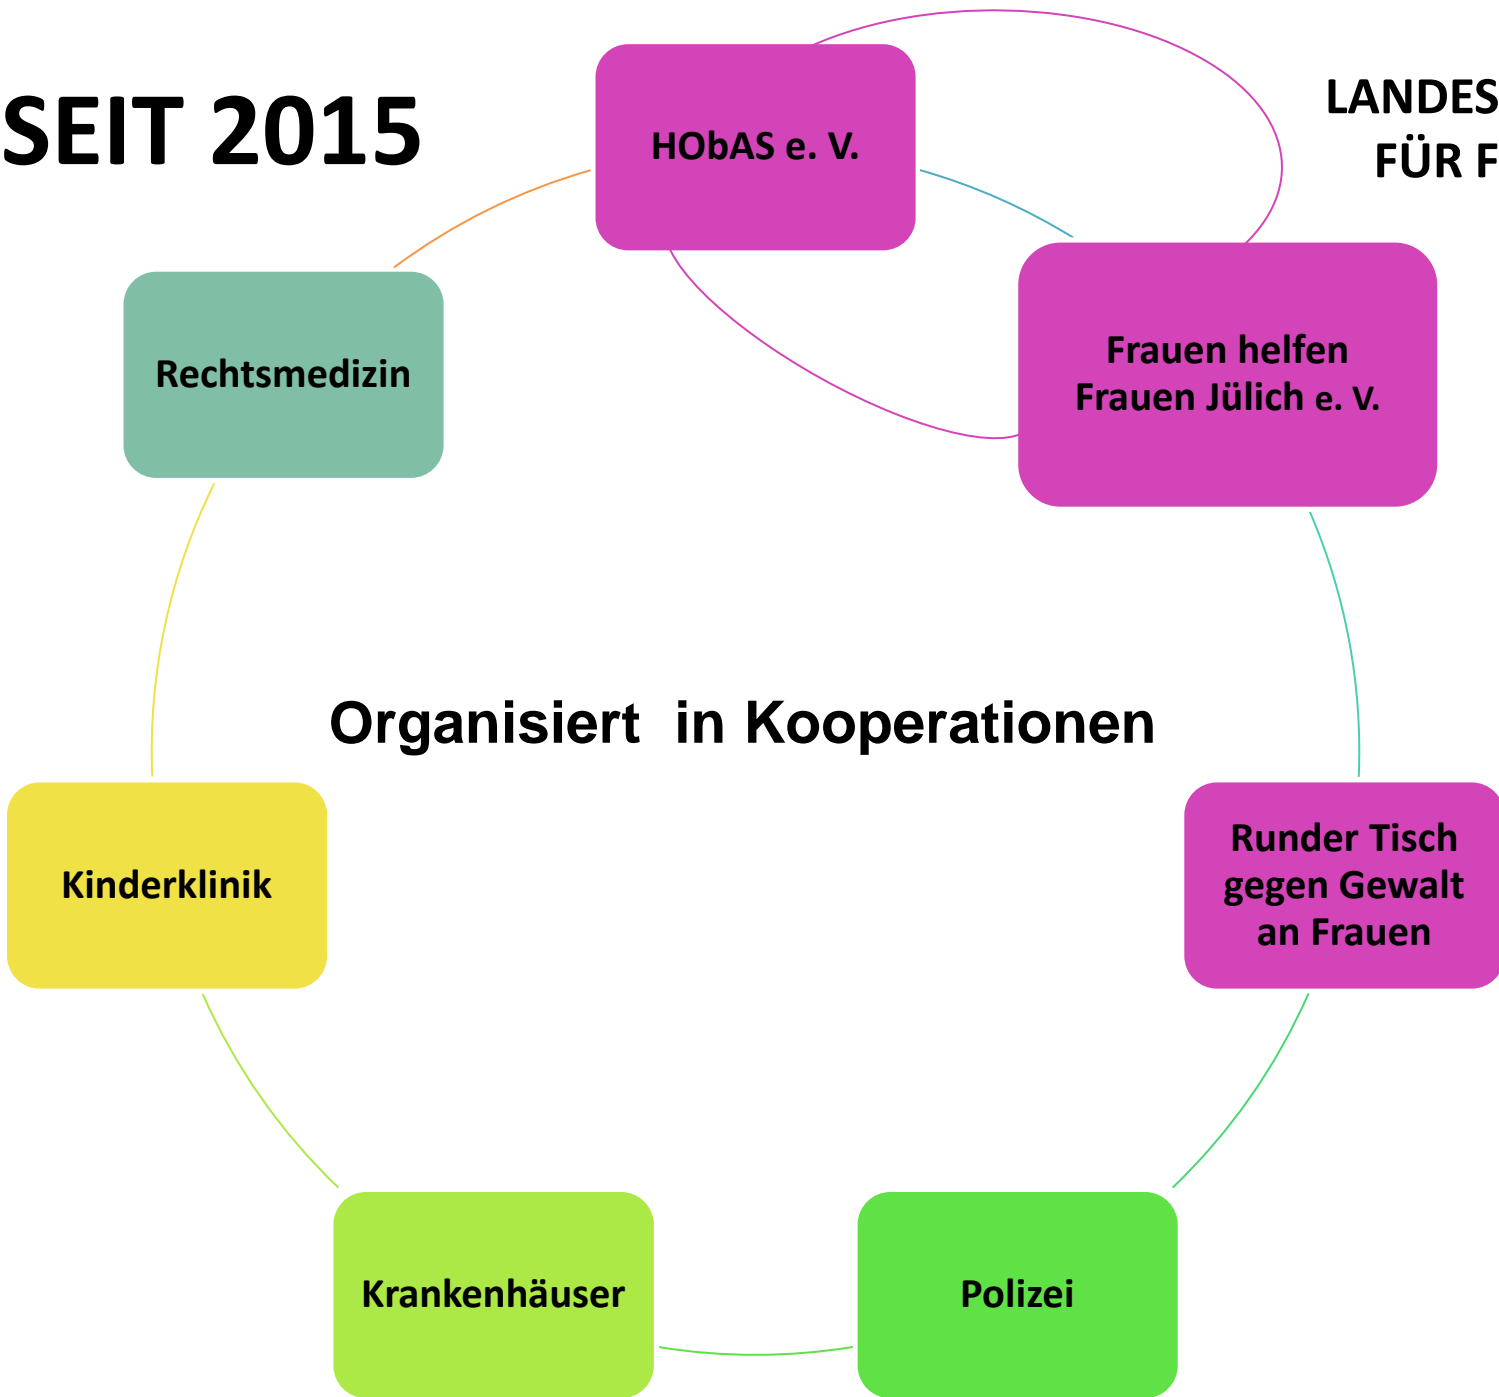 SEIT 2015
HObAS e. V.
LANDES
FÜR F
Frauen helfen
Frauen Jülich e. V.
Rechtsmedizin
Organisiert in Kooperationen
Kinderklinik
Runder Tisch
gegen Gewalt
an Frauen
Krankenhäuser
Polizei